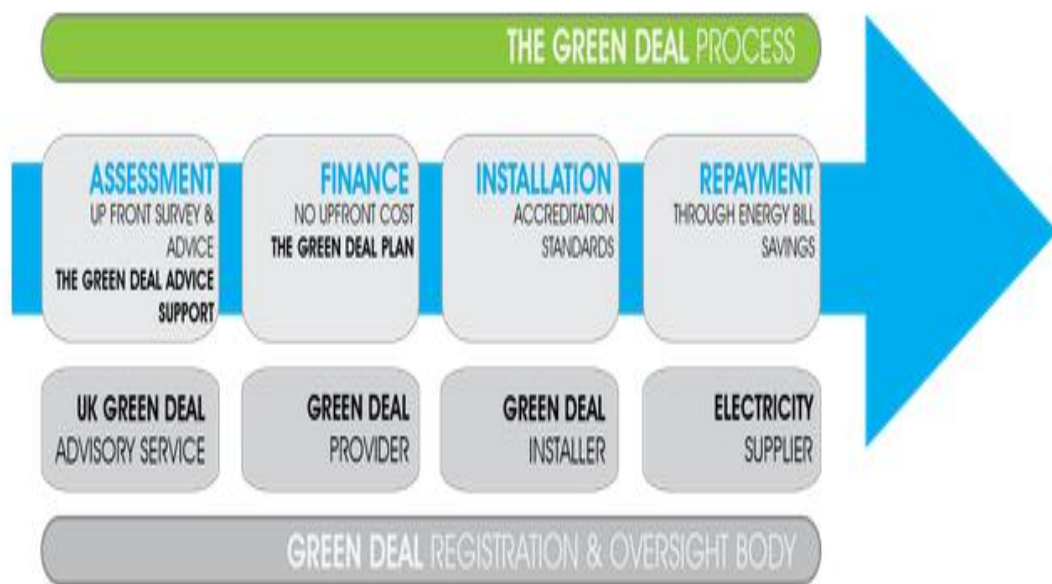 THE GREEN DEAL PROCESS
ASSESSMENT
UP FRONT SURVEY &
ADVICE
THE GREEN DEAL ADVICE
SUPPORT
FINANCE
NO UPFRONT COST
THE GREEN DEAL PLAN
INSTALLATION
ACCREDITATION
STANDARDS
REPAYMENT
THROUGH ENERGY BILL
SAVINGS
UK GREEN DEAL
ADVISORY SERVICE
GREEN DEAL
PROVIDER
GREEN DEAL
INSTALLER
ELECTRICITY
SUPPLIER
GREEN DEAL REGISTRATION & OVERSIGHT BODY